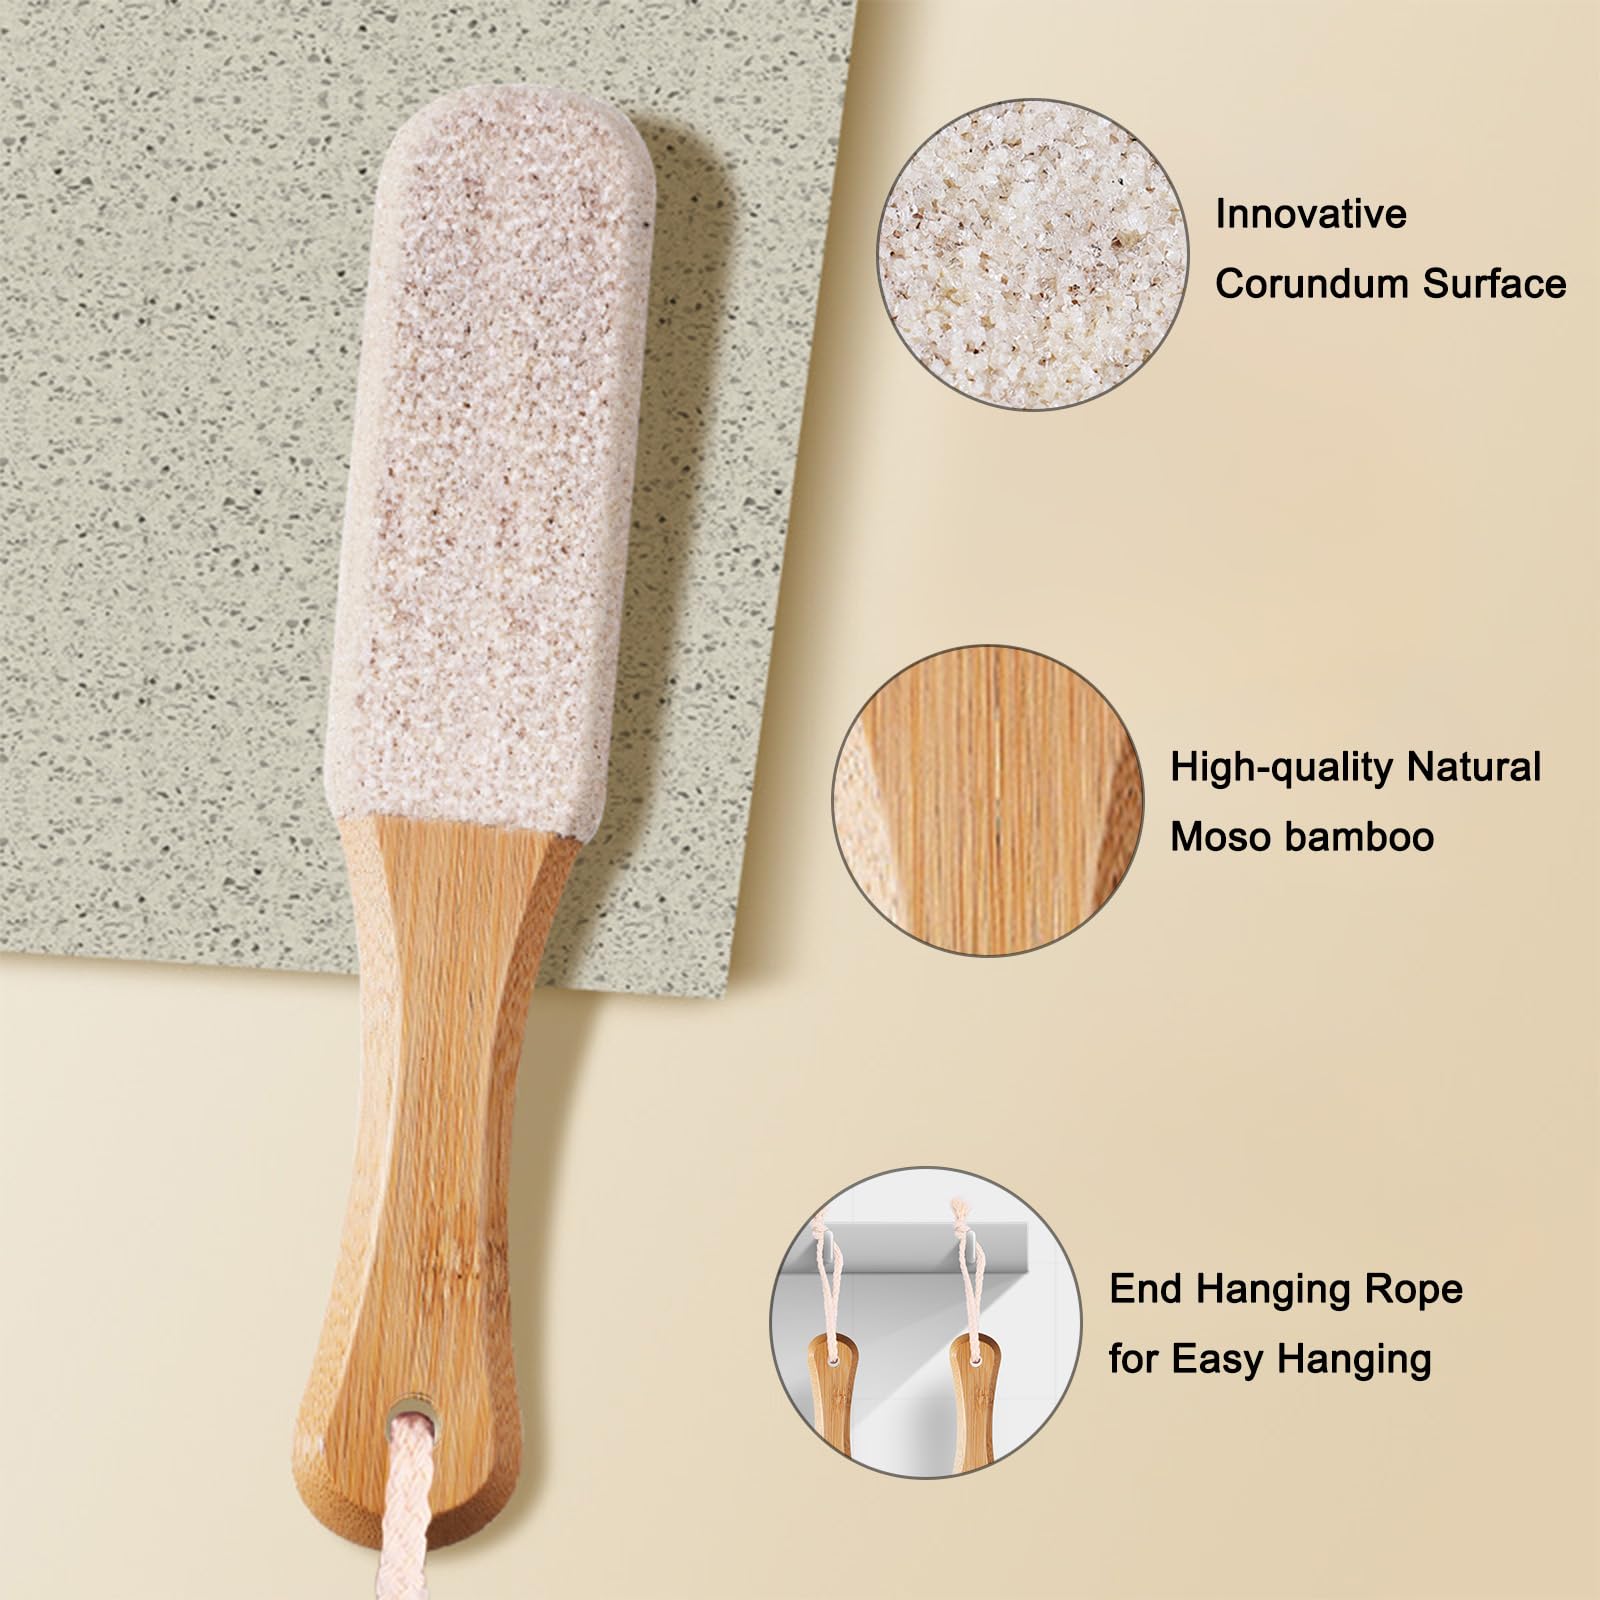 Innovative
Corundum Surface
High-quality Natural
Moso bamboo
End Hanging Rope
for Easy Hanging